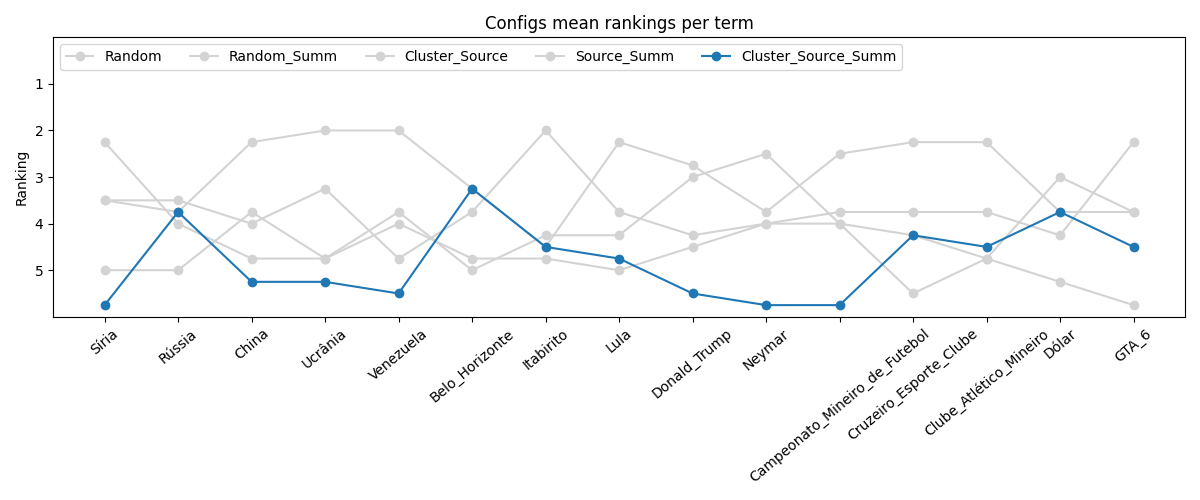 Configs mean rankings per term
Random
Random_Summ
Cluster_Source
Source_Summ
Cluster_Source_Summ
Ranking
1
2
3
4
5
Síria
Rússia
China
Ucrânia
Venezuela
Belo_Horizonte
Itabirito
Lula
Donald_Trump
Neymar
Campeonato_Mineiro_de_Futebol
Cruzeiro_Esporte_Clube
Clube_Atlético_Mineiro
Dólar
GTA_6